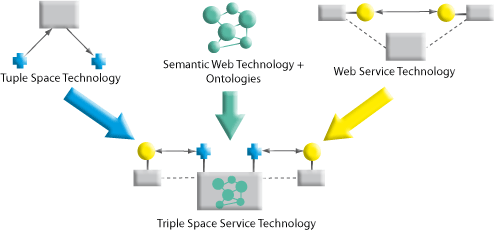 Tuple Space Technology
Semantic Web Technology +
Ontologies
Web Service Technology
Triple Space Service Technology